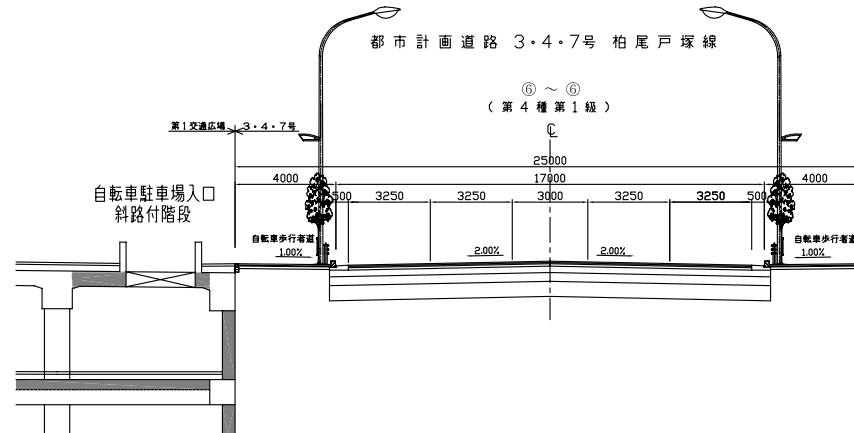 都市計画道路 3・4・7号 柏尾戸塚線
⑥ ～ ⑥
(第4種第1級)
℄
第1交通広場 3・4・7号
25000
4000 17000 4000
500 3250 3250 3000 3250 3250 500
自転車駐車場入口
斜路付階段
自転車歩行者道 自転車歩行者道
1.00% 2.00% 2.00% 1.00%